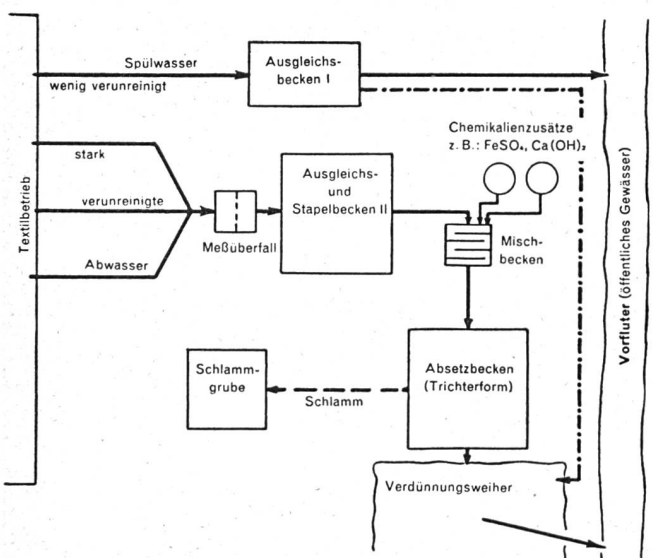 Spülwasser
wenig verunreinigt
Ausgleichs-
becken I
Chemikalienzusätze
z. B.: FeSO₄, Ca(OH)₂
stark
verunreinigte
Abwasser
Textilbetrieb
Meßüberfall
Ausgleichs-
und
Stapelbecken II
Misch-
becken
Vorfluter (öffentliches Gewässer)
Schlamm-
grube
Schlamm
Absetzbecken
(Trichterform)
Verdünnungsweiher